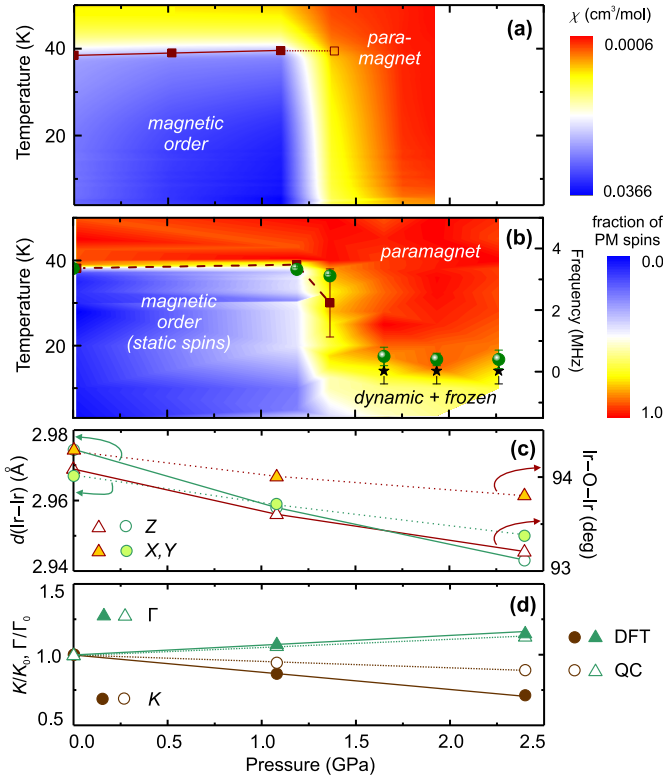 (a)
χ (cm³/mol)
0.0006
0.0366
Temperature (K)
40
20
para-
magnet
magnetic
order
(b)
fraction of
PM spins
0.0
1.0
Temperature (K)
60
40
20
paramagnet
magnetic
order
(static spins)
dynamic + frozen
Frequency (MHz)
4
2
0
(c)
d(Ir−Ir) (Å)
2.98
2.96
2.94
Z
X,Y
Ir−O−Ir (deg)
94
93
(d)
K/K₀, Γ/Γ₀
1.5
1.0
0.5
Γ
K
DFT
QC
0.0
0.5
1.0
1.5
2.0
2.5
Pressure (GPa)